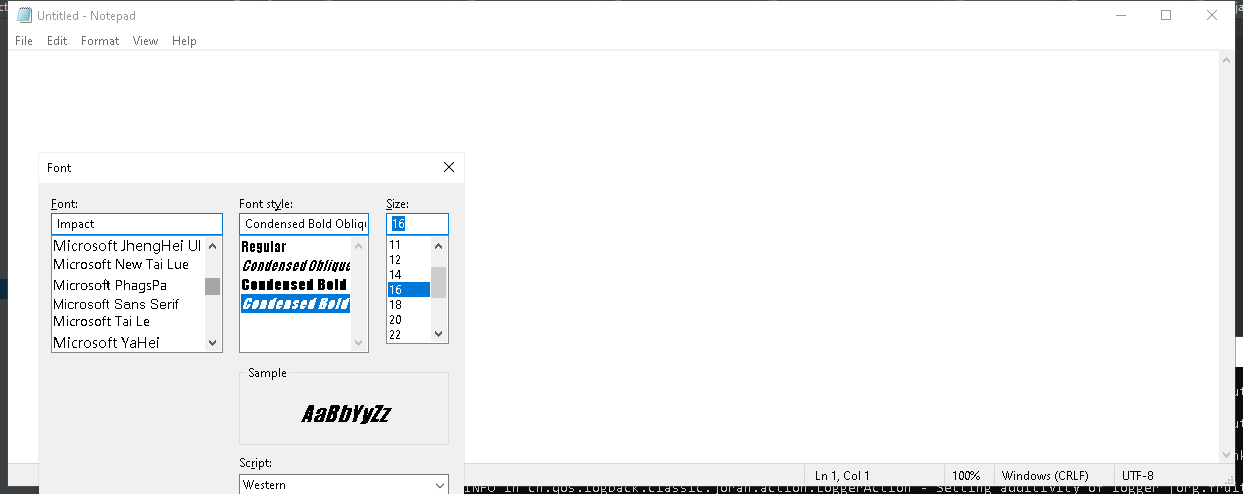 Untitled - Notepad
File Edit Format View Help
Font
Font: Font style: Size:
Impact Condensed Bold Obliqu 16
Microsoft JhengHei UI Regular 11
Microsoft New Tai Lue Condensed Oblique 12
Microsoft PhagsPa Condensed Bold 14
Microsoft Sans Serif Condensed Bold 16
Microsoft Tai Le 18
Microsoft YaHei 20
22
Sample
AaBbYyZz
Script:
Western
Ln 1, Col 1 100% Windows (CRLF) UTF-8
INFO in ch.qos.logback.classic.joran.action.LoggerAction - Setting additivity of logger